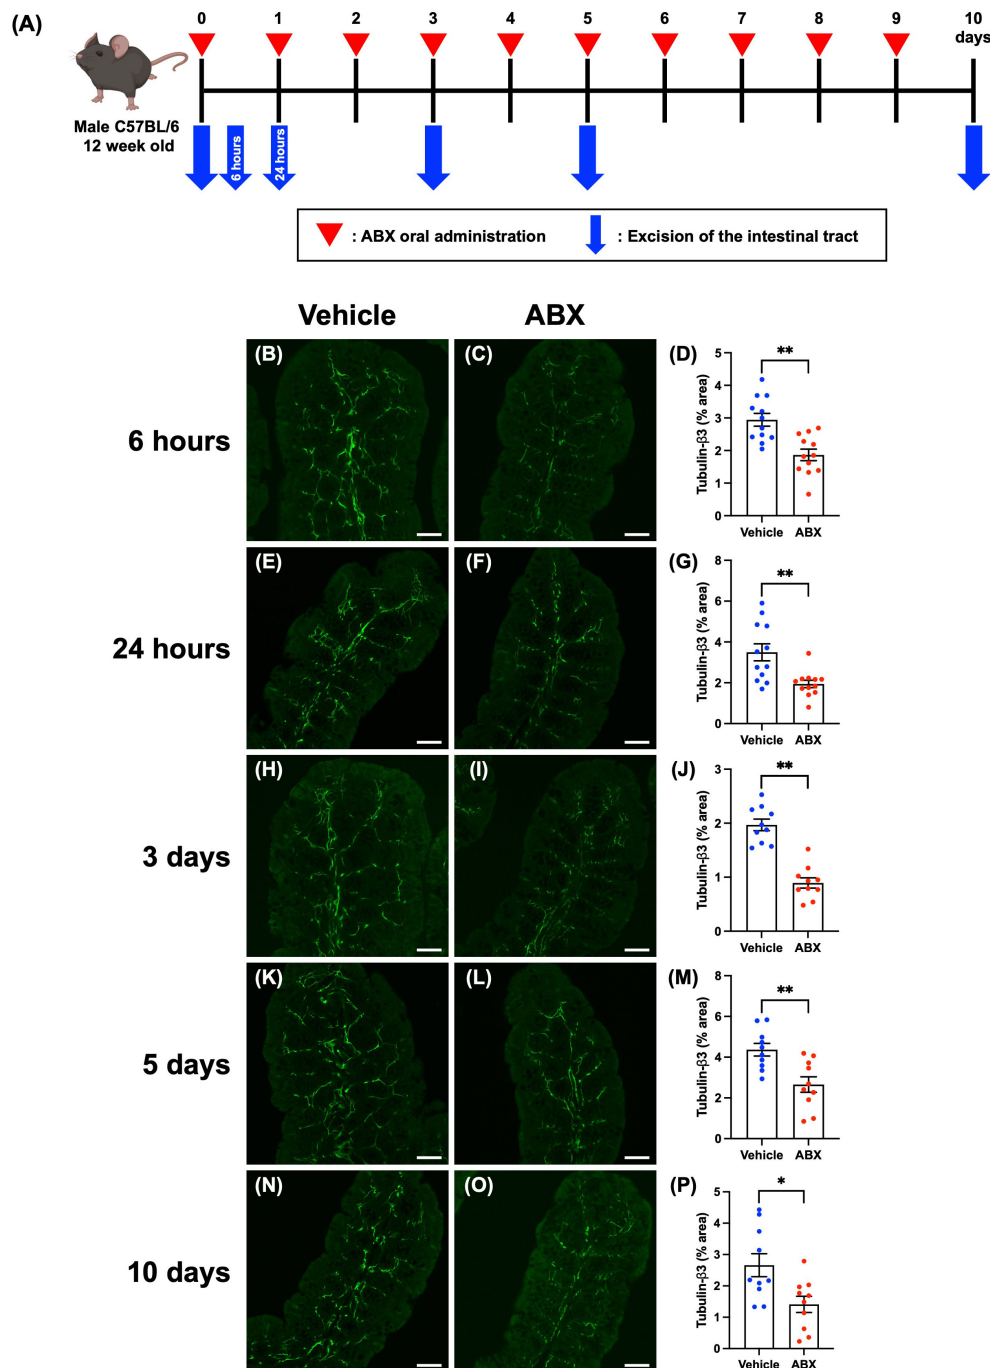 (A)
0 1 2 3 4 5 6 7 8 9 10
days
Male C57BL/6
12 week old
6 hours
24 hours
: ABX oral administration : Excision of the intestinal tract
Vehicle ABX
6 hours
(B) (C) (D)
Tubulin-β3 (% area)
5
4
3
2
1
0
**
Vehicle ABX
24 hours
(E) (F) (G)
Tubulin-β3 (% area)
8
6
4
2
0
**
Vehicle ABX
3 days
(H) (I) (J)
Tubulin-β3 (% area)
3
2
1
0
**
Vehicle ABX
5 days
(K) (L) (M)
Tubulin-β3 (% area)
8
6
4
2
0
**
Vehicle ABX
10 days
(N) (O) (P)
Tubulin-β3 (% area)
5
4
3
2
1
0
*
Vehicle ABX